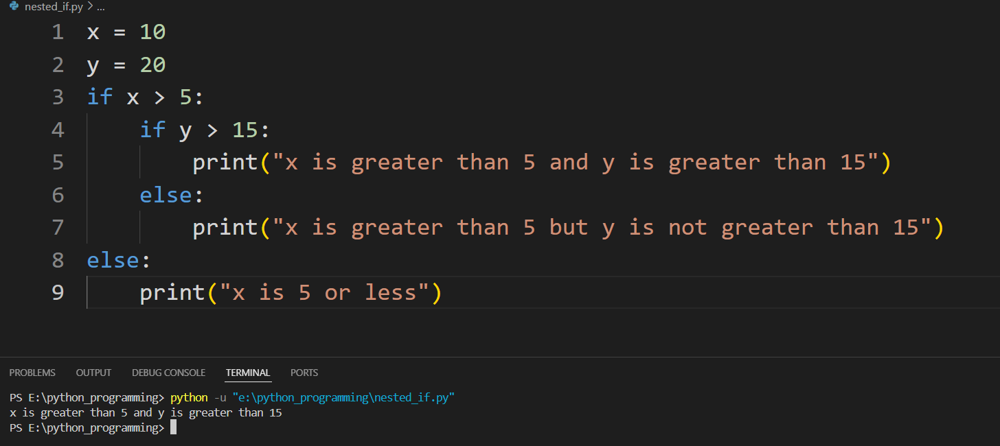 nested_if.py > ...
1 x = 10
2 y = 20
3 if x > 5:
4     if y > 15:
5         print("x is greater than 5 and y is greater than 15")
6     else:
7         print("x is greater than 5 but y is not greater than 15")
8 else:
9     print("x is 5 or less")
PROBLEMS OUTPUT DEBUG CONSOLE TERMINAL PORTS
PS E:\python_programming> python -u "e:\python_programming\nested_if.py"
x is greater than 5 and y is greater than 15
PS E:\python_programming>